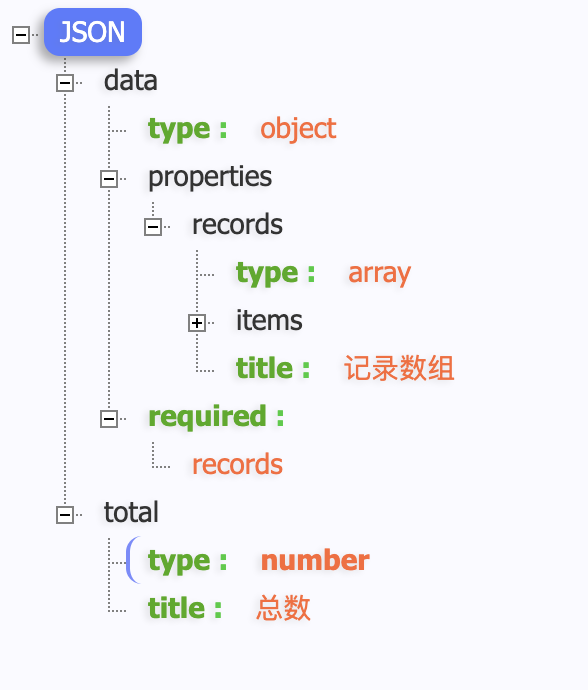 JSON
data
type : object
properties
records
type : array
items
title : 记录数组
required :
records
total
type : number
title : 总数